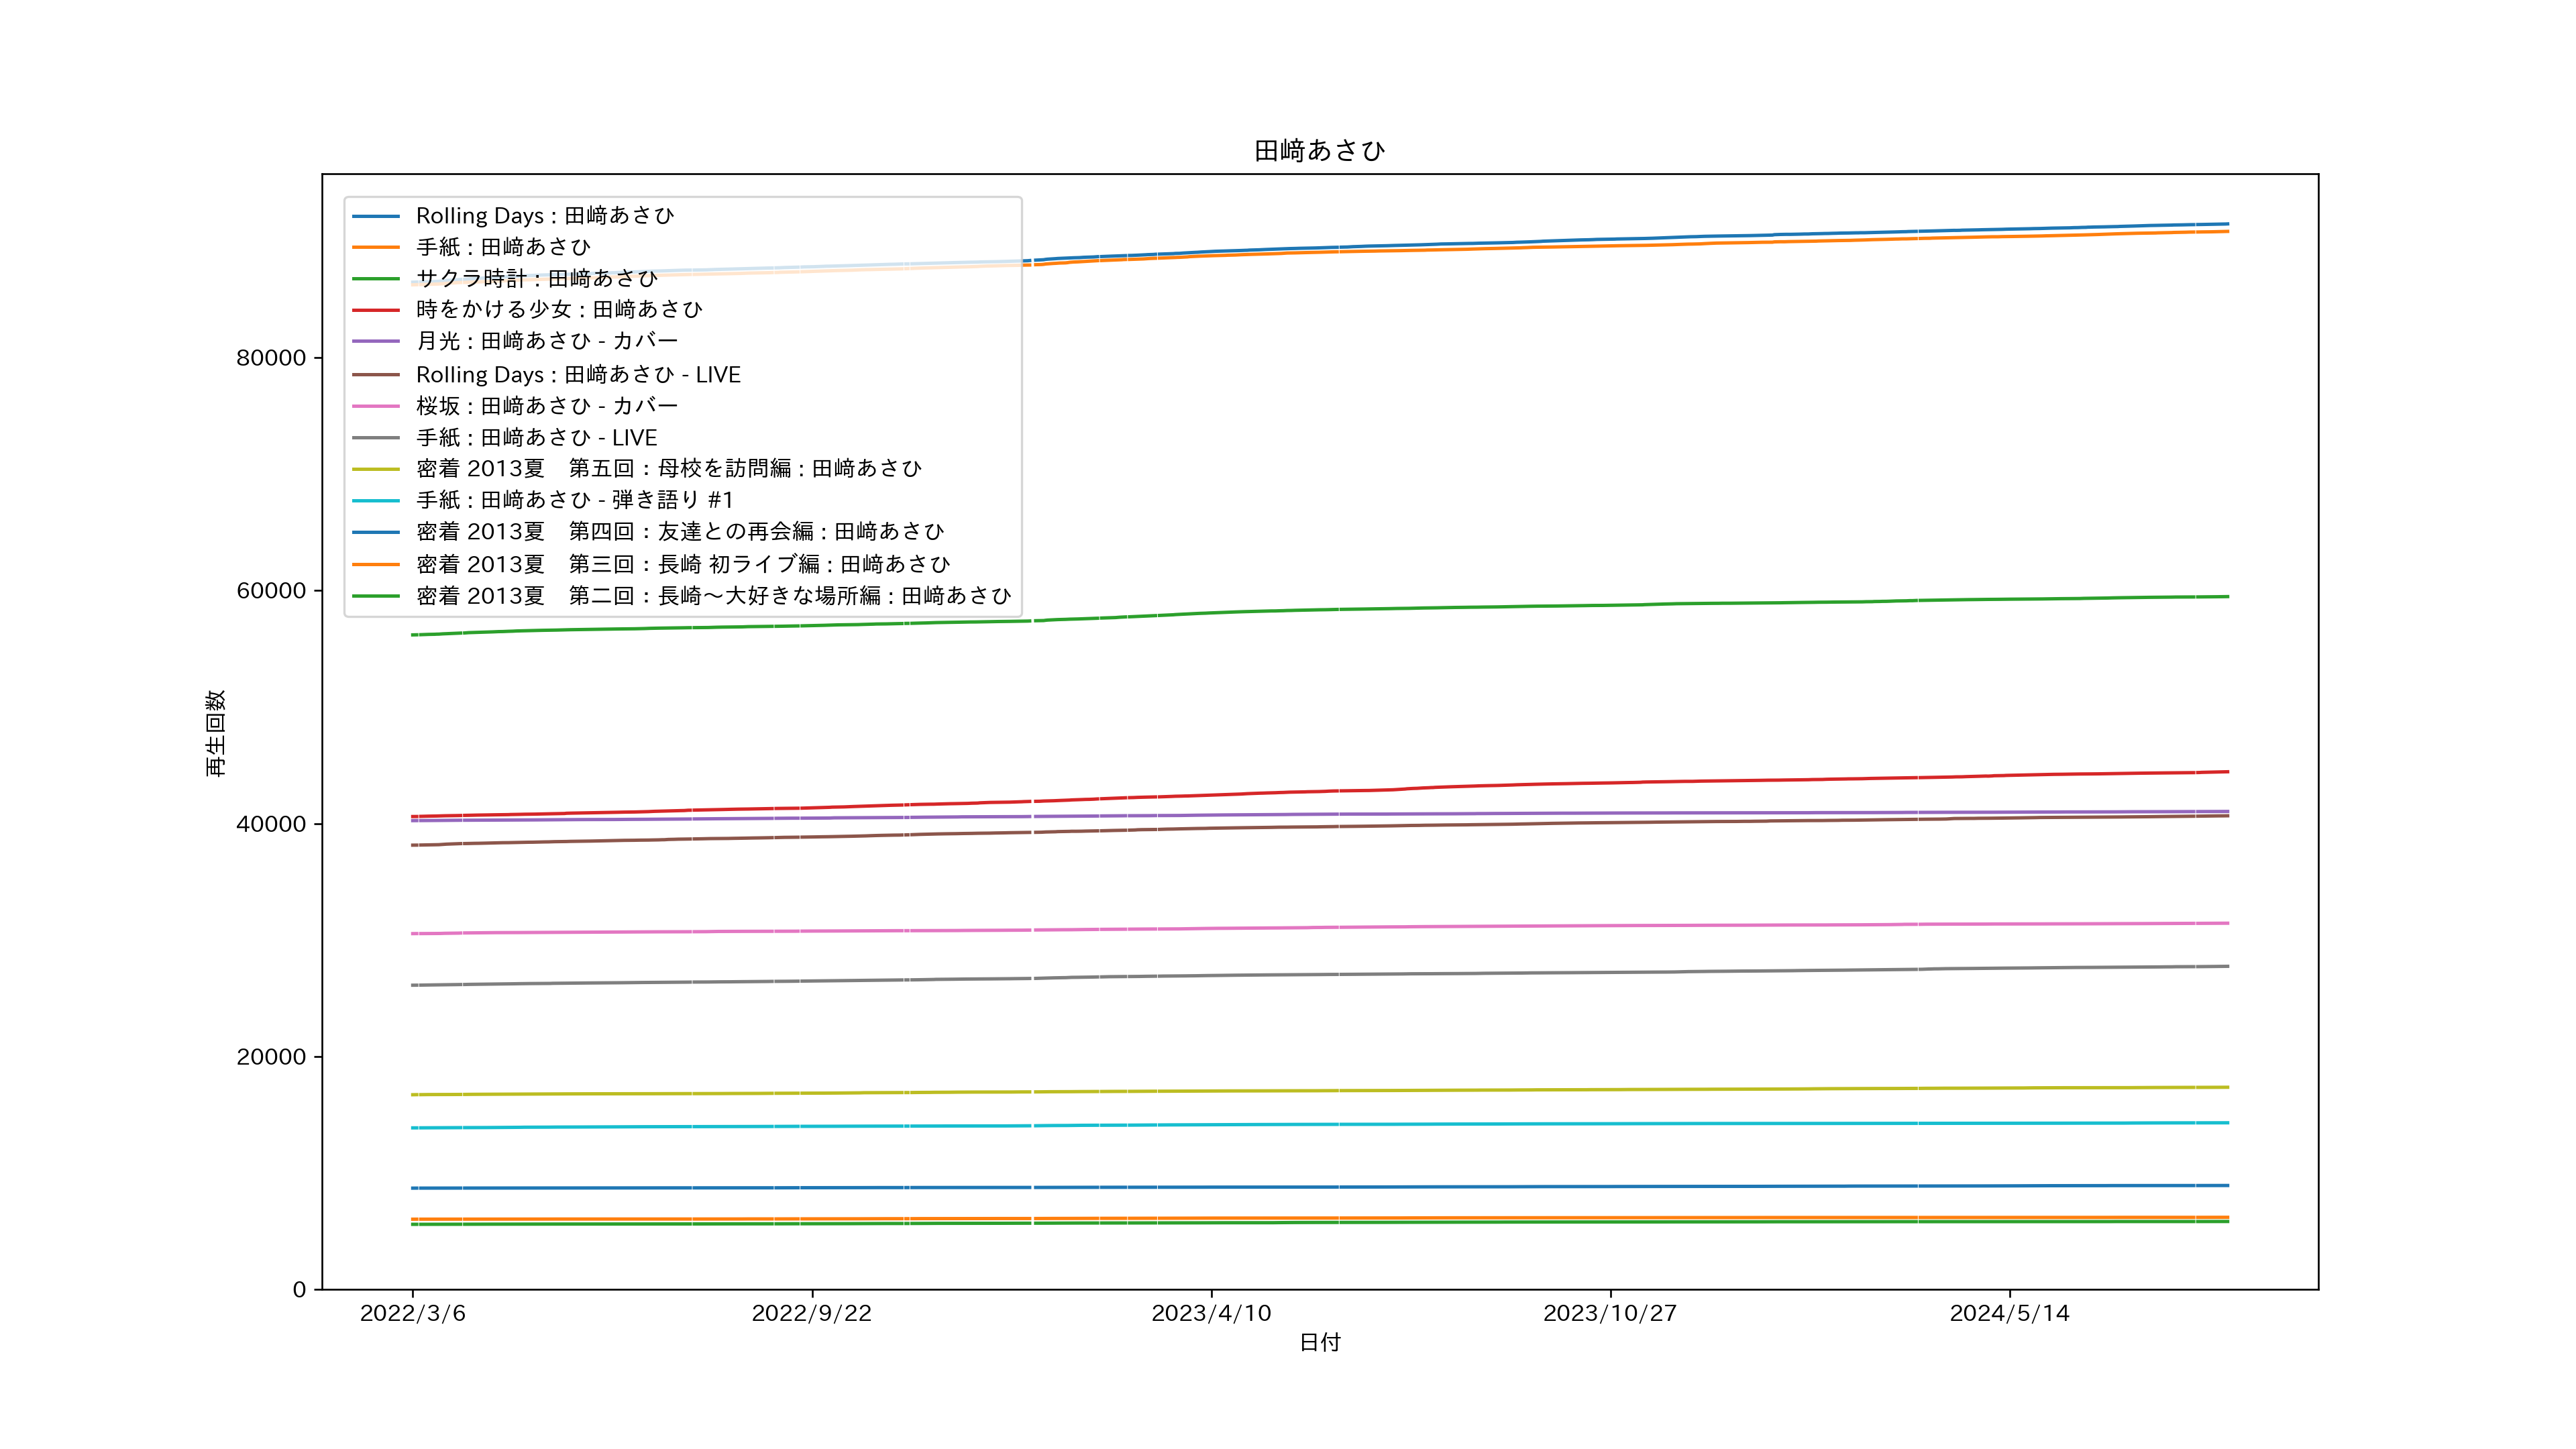 田﨑あさひ
Rolling Days : 田﨑あさひ
手紙 : 田﨑あさひ
サクラ時計 : 田﨑あさひ
時をかける少女 : 田﨑あさひ
月光 : 田﨑あさひ - カバー
Rolling Days : 田﨑あさひ - LIVE
桜坂 : 田﨑あさひ - カバー
手紙 : 田﨑あさひ - LIVE
密着 2013夏　第五回：母校を訪問編 : 田﨑あさひ
手紙 : 田﨑あさひ - 弾き語り #1
密着 2013夏　第四回：友達との再会編 : 田﨑あさひ
密着 2013夏　第三回：長崎 初ライブ編 : 田﨑あさひ
密着 2013夏　第二回：長崎～大好きな場所編 : 田﨑あさひ
80000
60000
40000
20000
0
再生回数
2022/3/6
2022/9/22
2023/4/10
2023/10/27
2024/5/14
日付